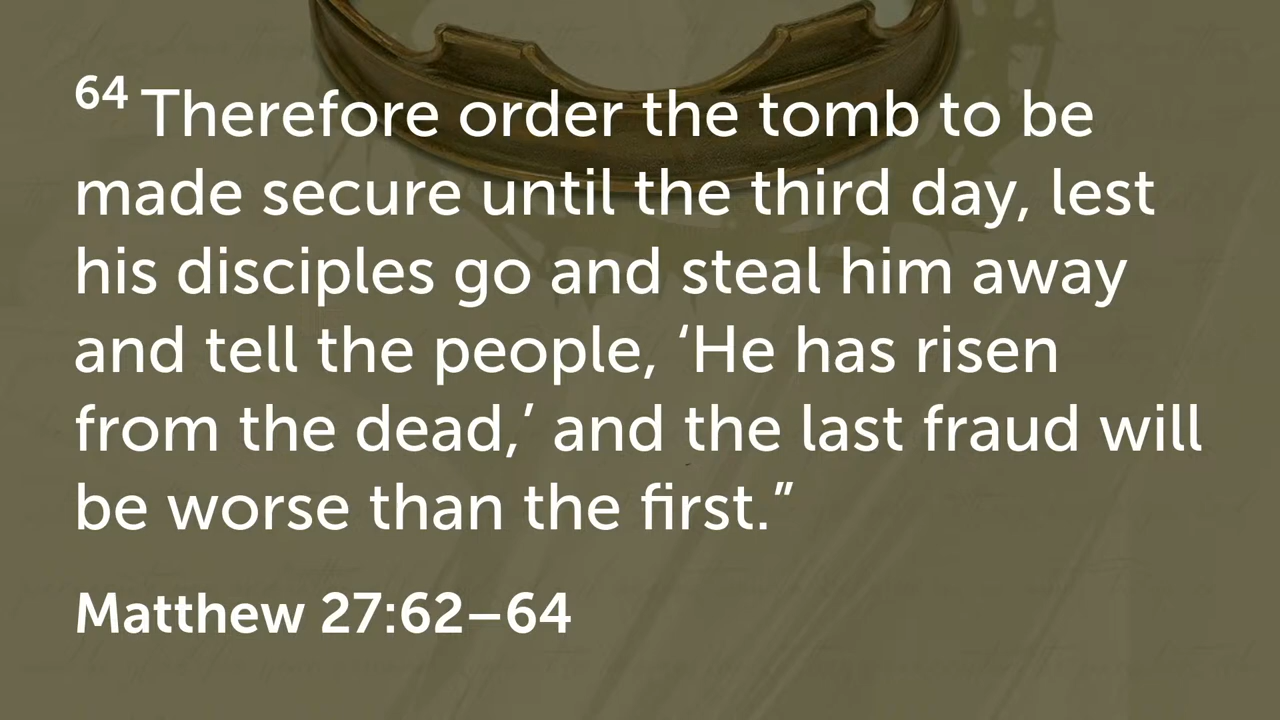 64 Therefore order the tomb to be
made secure until the third day, lest
his disciples go and steal him away
and tell the people, ‘He has risen
from the dead,’ and the last fraud will
be worse than the first.”
Matthew 27:62–64